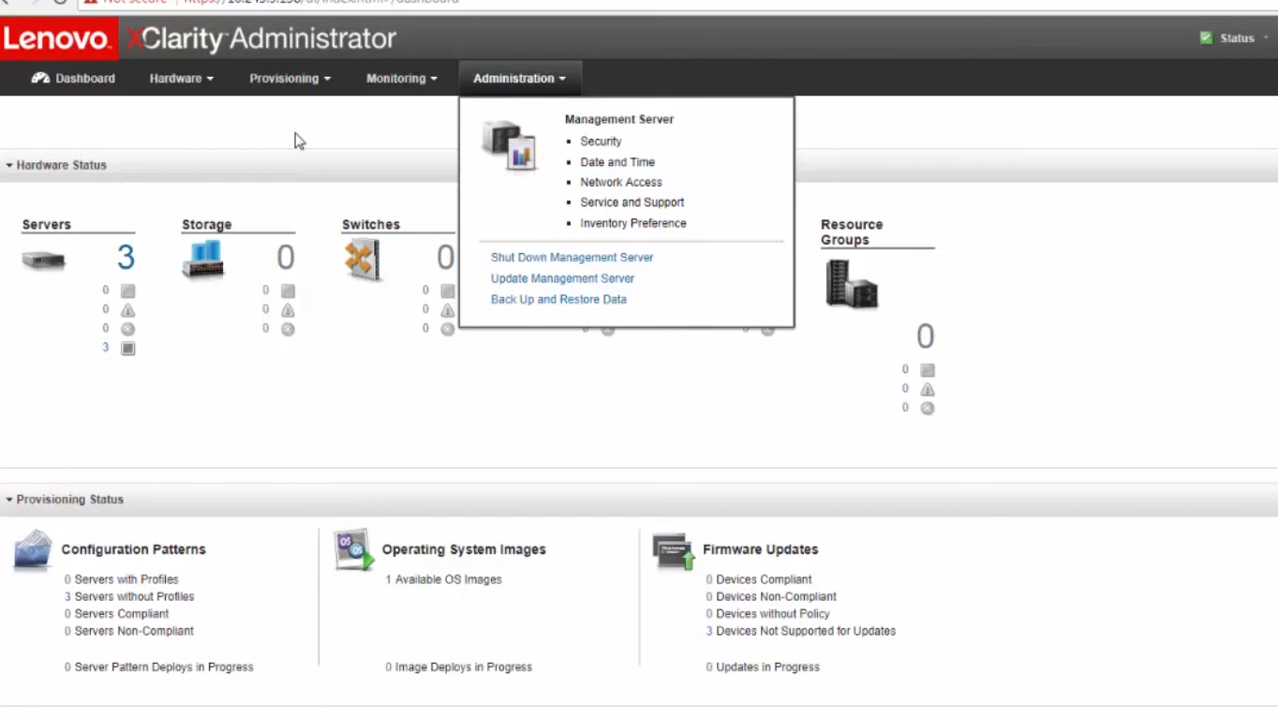 Not secure
Lenovo. XClarity Administrator
Status
Dashboard Hardware Provisioning Monitoring Administration
Management Server
Security
Date and Time
Network Access
Service and Support
Inventory Preference
Shut Down Management Server
Update Management Server
Back Up and Restore Data
Hardware Status
Servers Storage Switches Resource
Groups
3 0 0
0 0 0
0 0 0
0 0 0
3
0
0
0
0
Provisioning Status
Configuration Patterns
0 Servers with Profiles
3 Servers without Profiles
0 Servers Compliant
0 Servers Non-Compliant
0 Server Pattern Deploys in Progress
Operating System Images
1 Available OS Images
0 Image Deploys in Progress
Firmware Updates
0 Devices Compliant
0 Devices Non-Compliant
0 Devices without Policy
3 Devices Not Supported for Updates
0 Updates in Progress